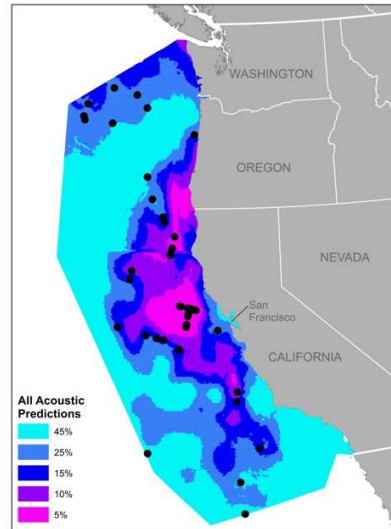 WASHINGTON
OREGON
NEVADA
San
Francisco
CALIFORNIA
All Acoustic
Predictions
45%
25%
15%
10%
5%